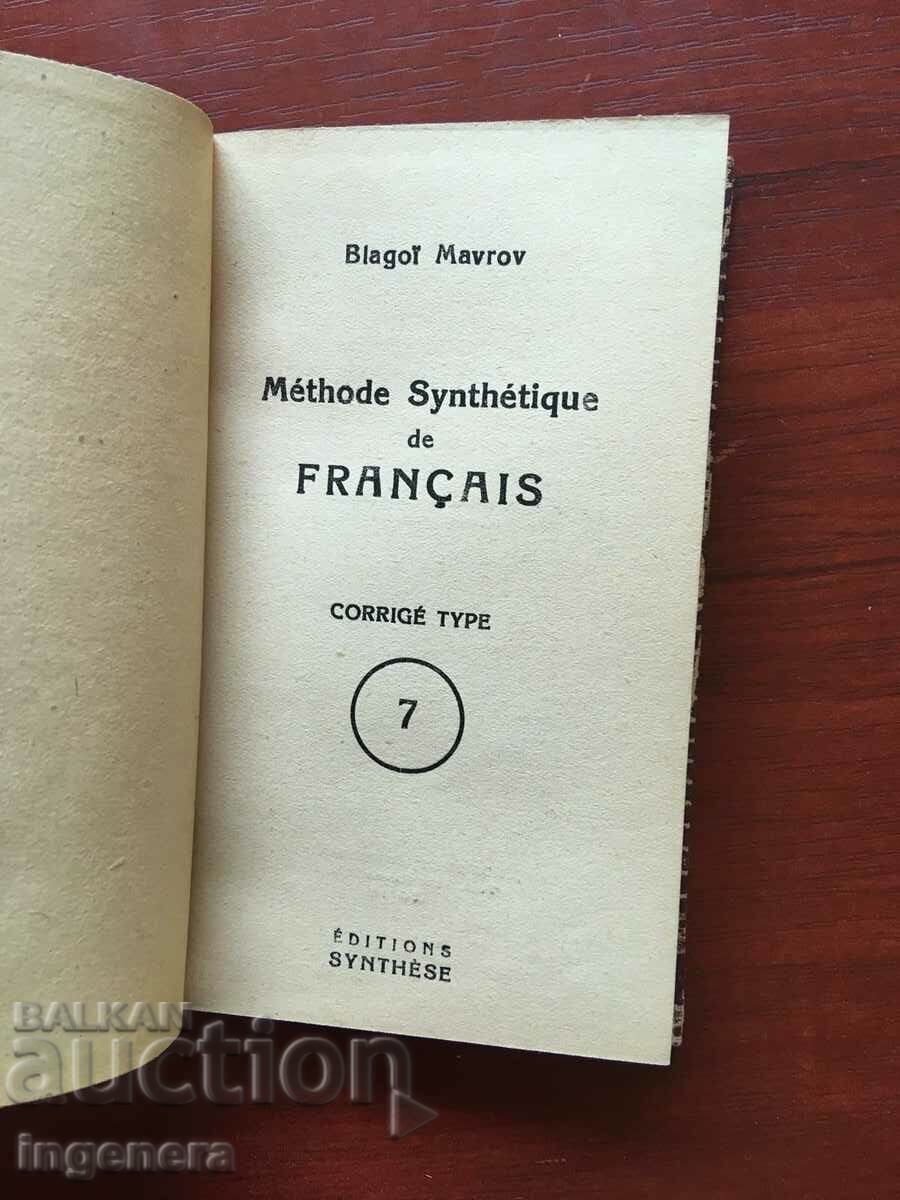 Blagoï Mavrov
Méthode Synthétique
de
FRANÇAIS
CORRIGÉ TYPE
7
ÉDITIONS
SYNTHÈSE
BALKAN
auction
ingenera